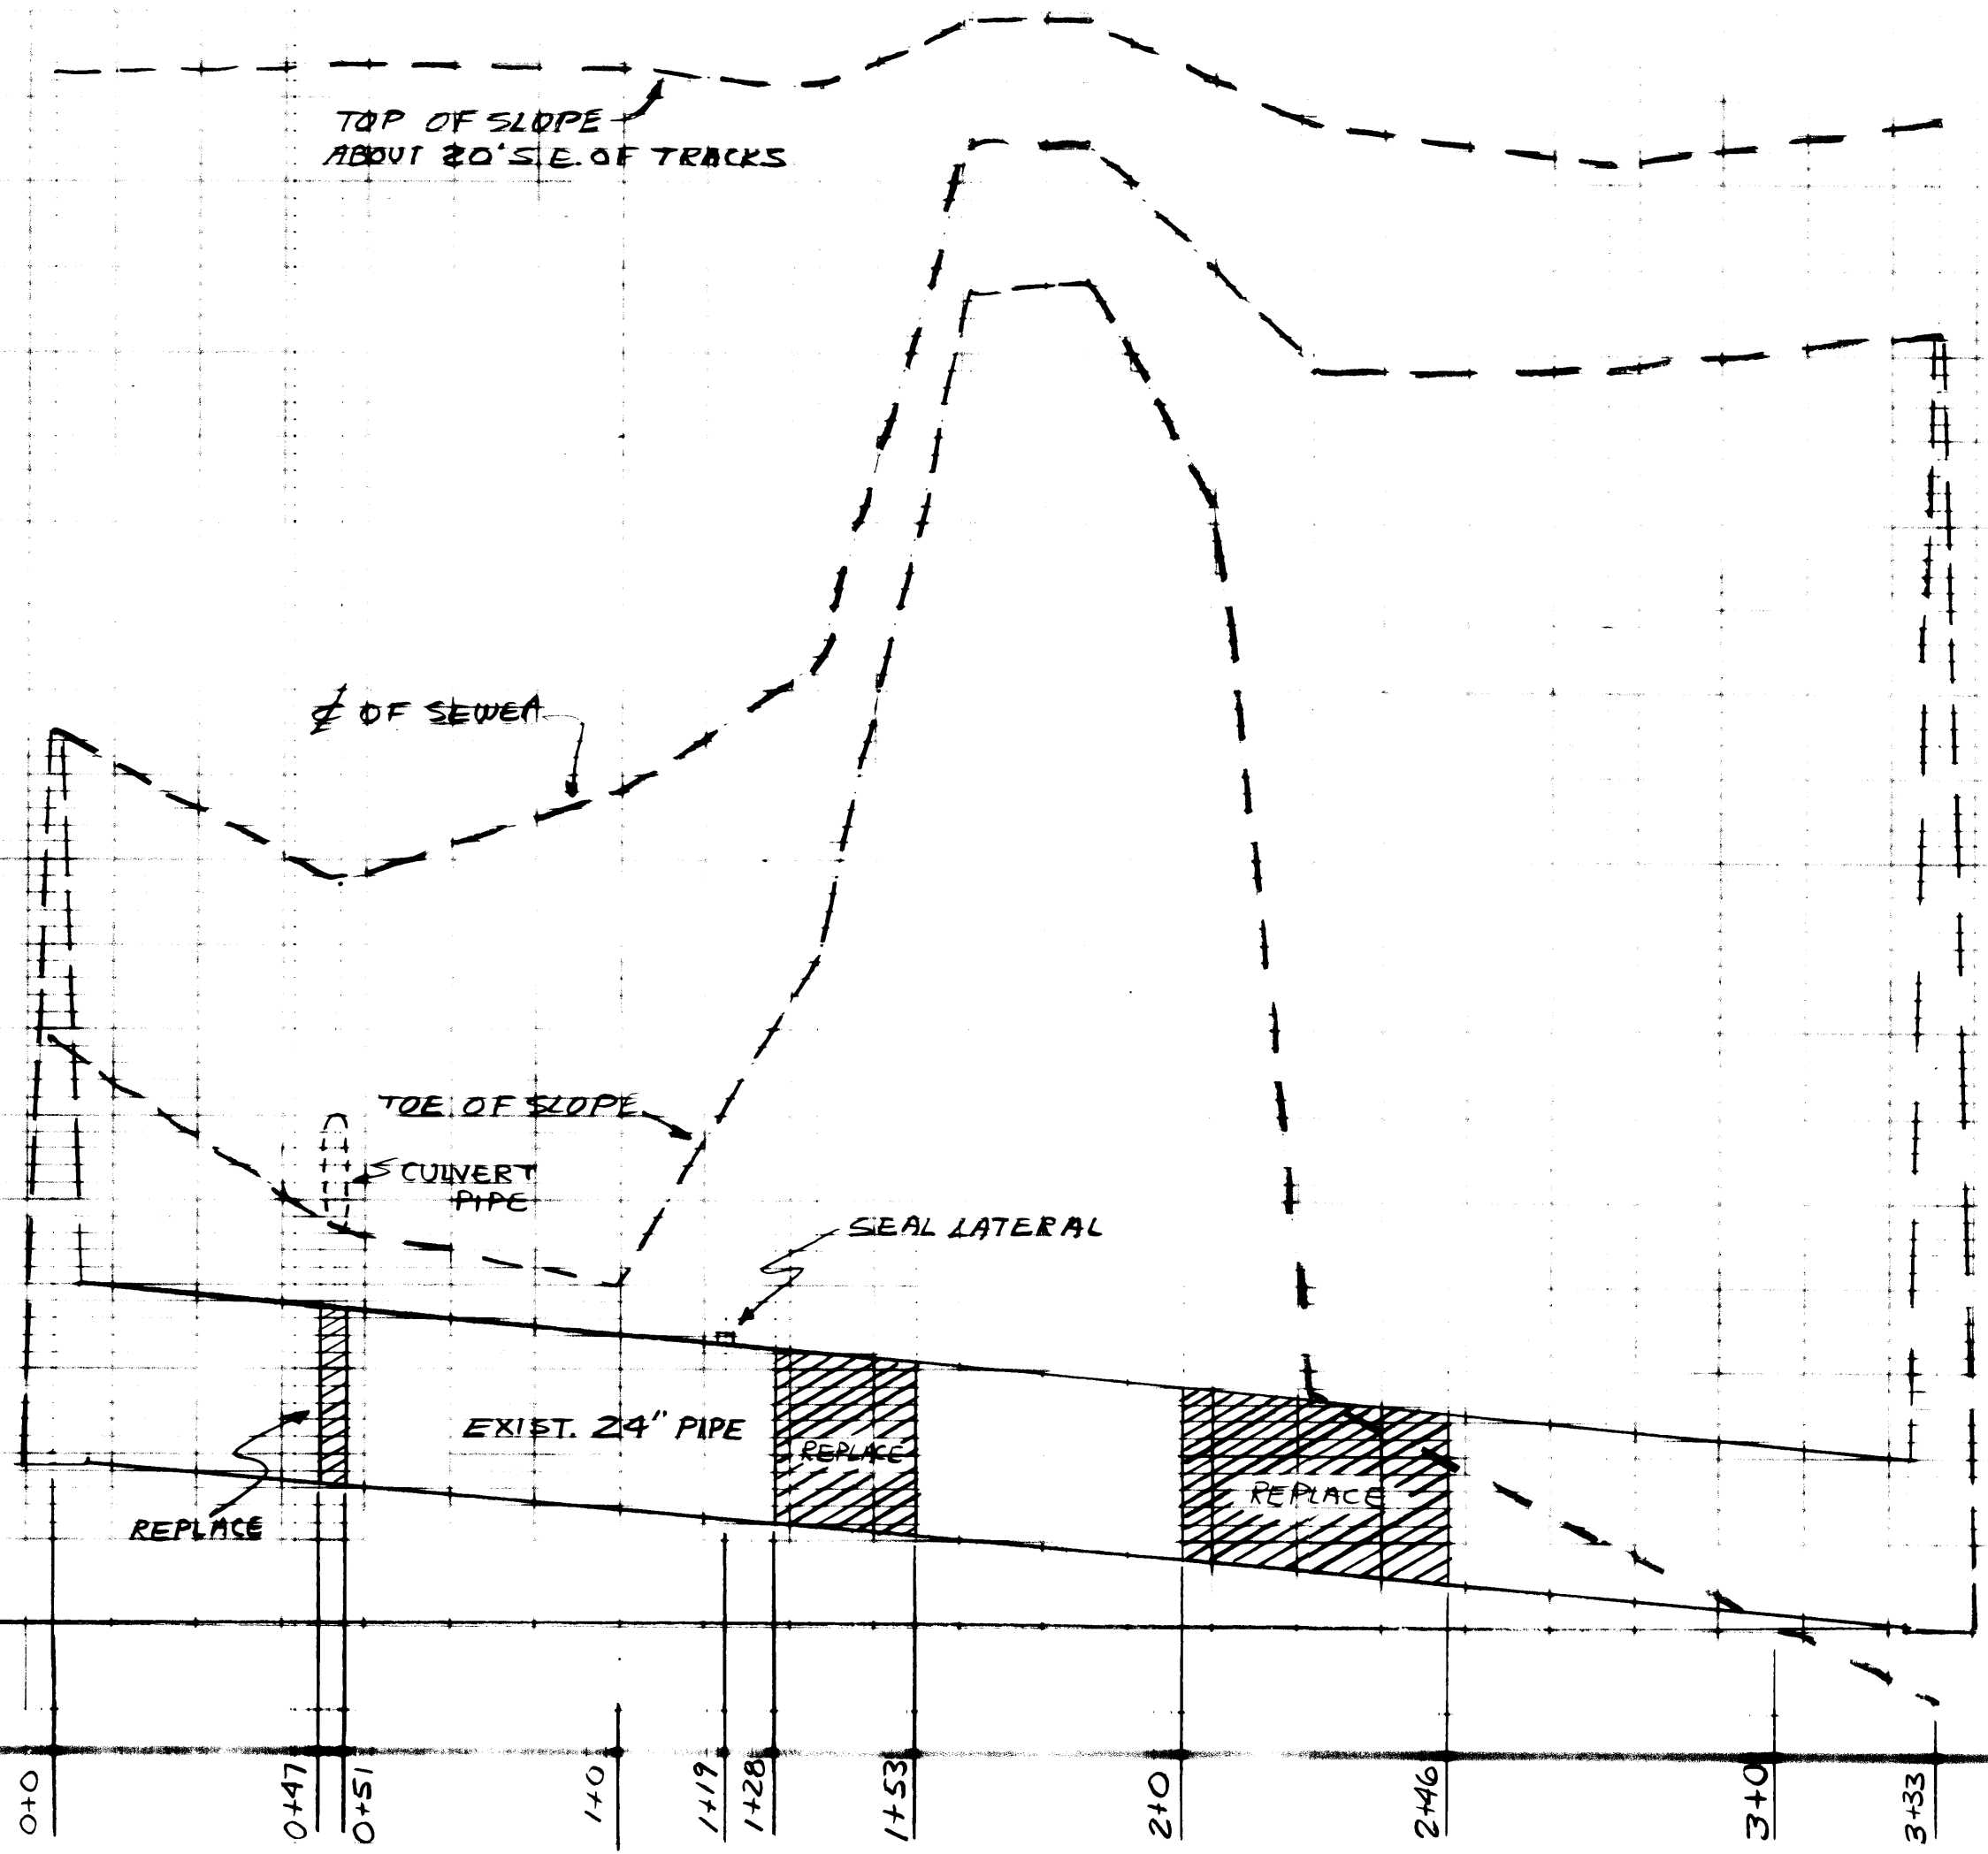 TOP OF SLOPE
ABOUT 20' S.E. OF TRACKS
℄ OF SEWER
TOE OF SLOPE
CULVERT
PIPE
SEAL LATERAL
EXIST. 24" PIPE
REPLACE
REPLACE
REPLACE
0+0
0+47
0+51
1+0
1+19
1+28
1+53
2+0
2+46
3+0
3+33